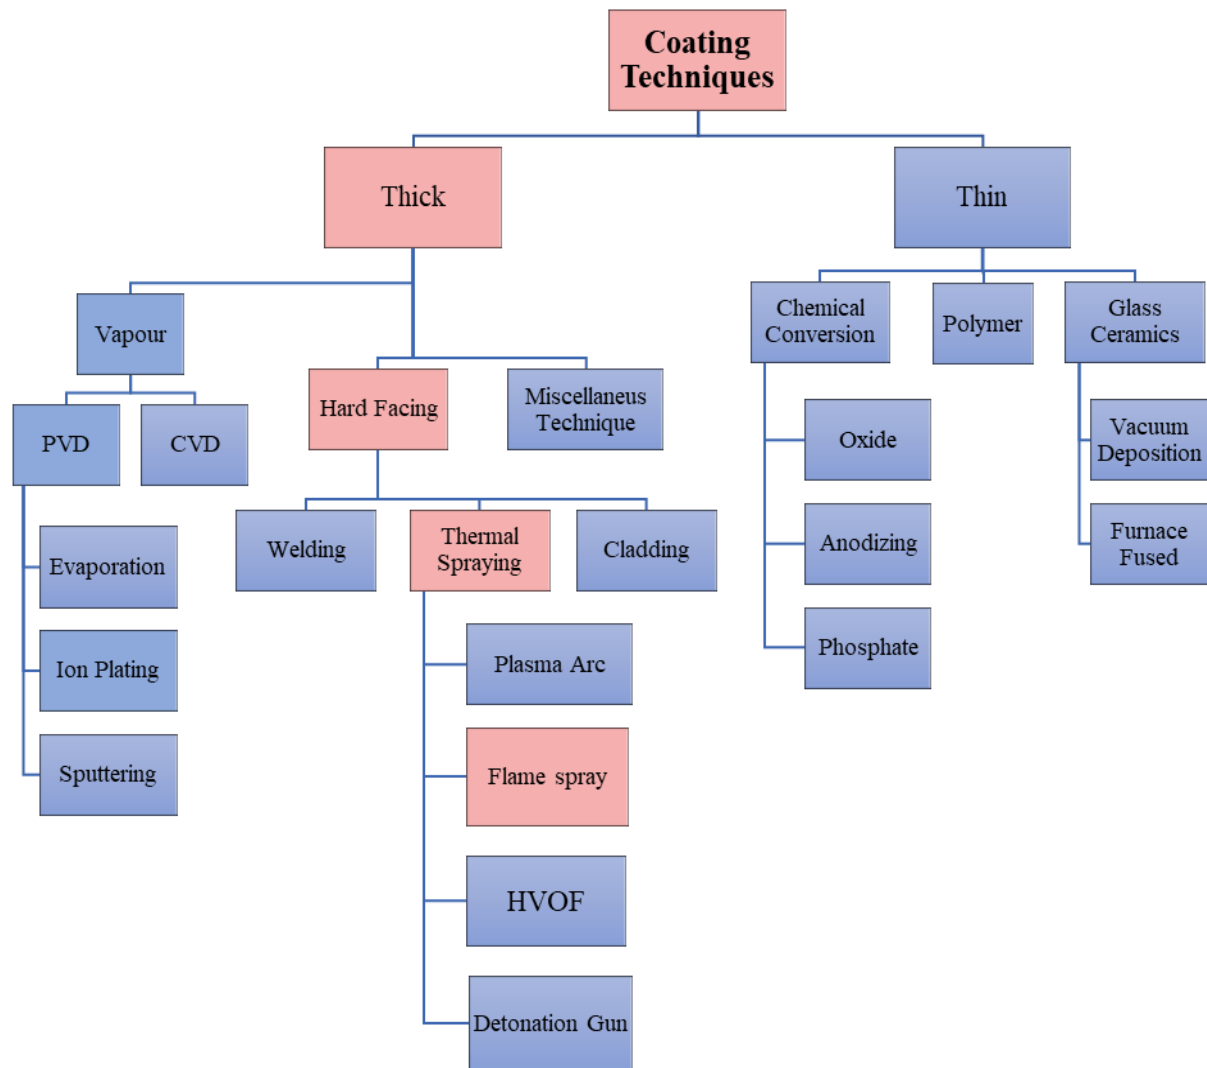 Coating
Techniques
Thick
Thin
Vapour
Chemical
Conversion
Polymer
Glass
Ceramics
Hard Facing
Miscellaneus
Technique
PVD
CVD
Oxide
Vacuum
Deposition
Welding
Thermal
Spraying
Cladding
Anodizing
Furnace
Fused
Evaporation
Ion Plating
Sputtering
Plasma Arc
Phosphate
Flame spray
HVOF
Detonation Gun